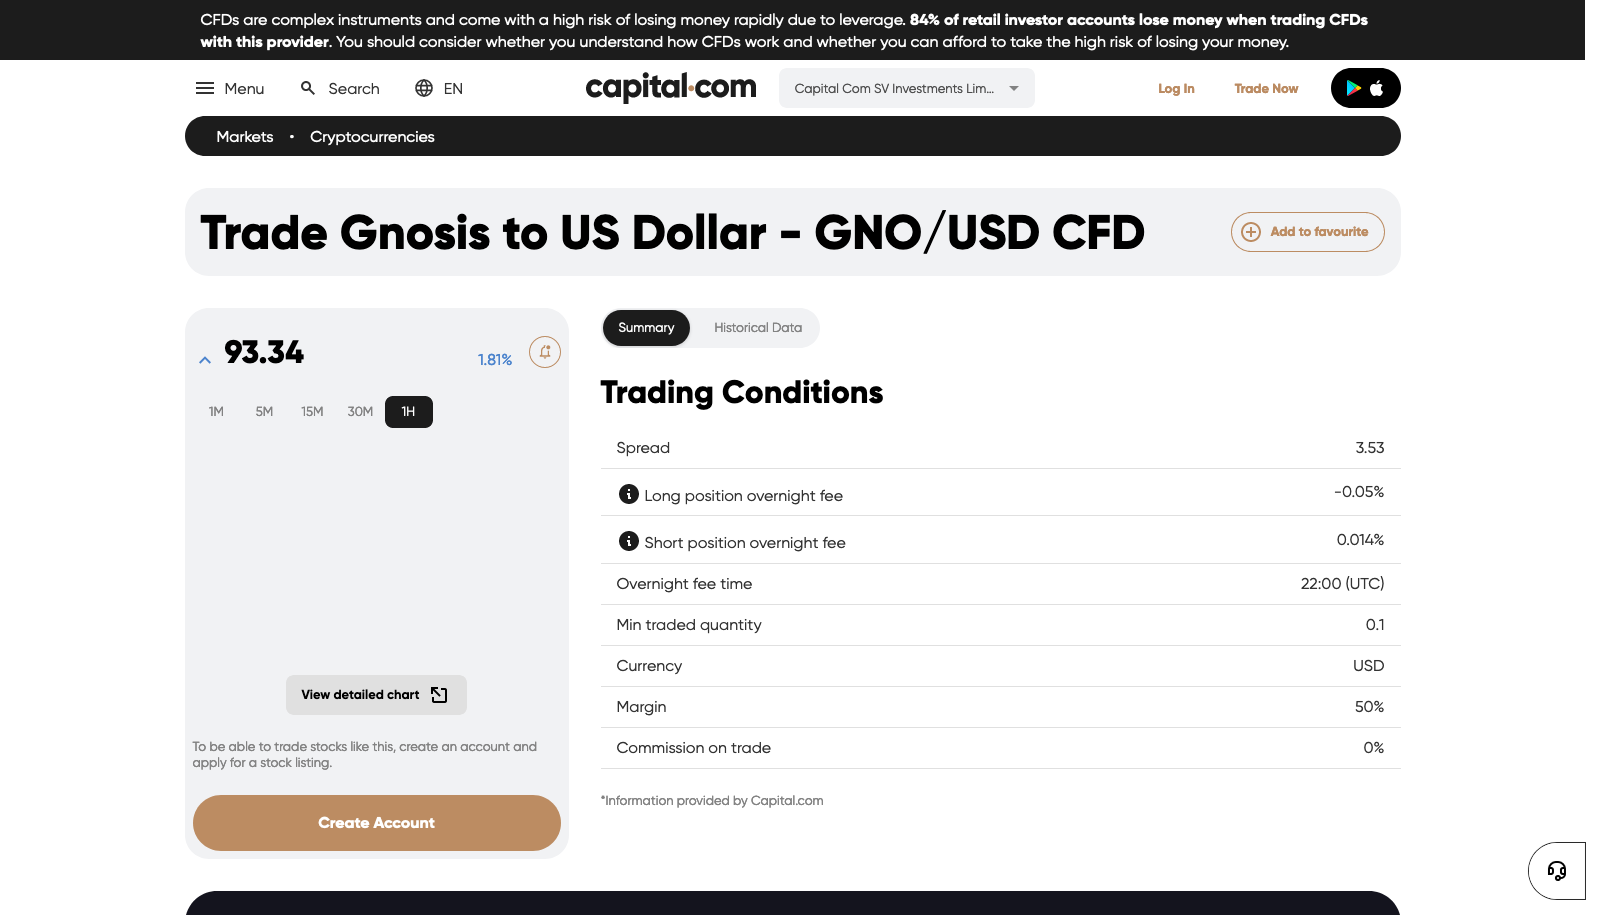 CFDs are complex instruments and come with a high risk of losing money rapidly due to leverage. 84% of retail investor accounts lose money when trading CFDs
with this provider. You should consider whether you understand how CFDs work and whether you can afford to take the high risk of losing your money.
Menu Search EN capital.com Capital Com SV Investments Lim... Log In Trade Now
Markets • Cryptocurrencies
Trade Gnosis to US Dollar - GNO/USD CFD Add to favourite
93.34 1.81%
1M 5M 15M 30M 1H
View detailed chart
To be able to trade stocks like this, create an account and
apply for a stock listing.
Create Account
Summary Historical Data
Trading Conditions
Spread 3.53
Long position overnight fee -0.05%
Short position overnight fee 0.014%
Overnight fee time 22:00 (UTC)
Min traded quantity 0.1
Currency USD
Margin 50%
Commission on trade 0%
*Information provided by Capital.com